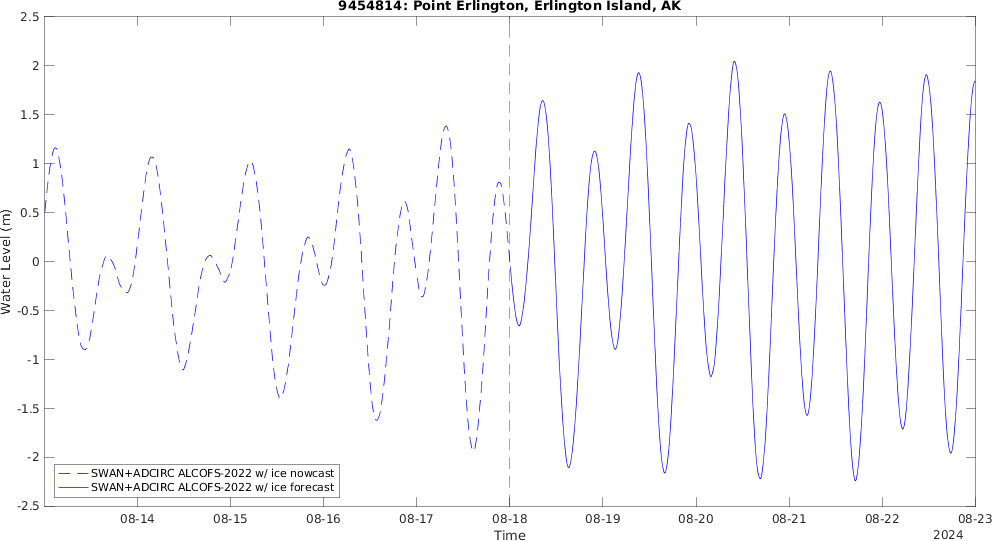 9454814: Point Erlington, Erlington Island, AK
2.5
2
1.5
1
0.5
0
-0.5
-1
-1.5
-2
-2.5
Water Level (m)
SWAN+ADCIRC ALCOFS-2022 w/ ice nowcast
SWAN+ADCIRC ALCOFS-2022 w/ ice forecast
08-14 08-15 08-16 08-17 08-18 08-19 08-20 08-21 08-22 08-23
Time
2024